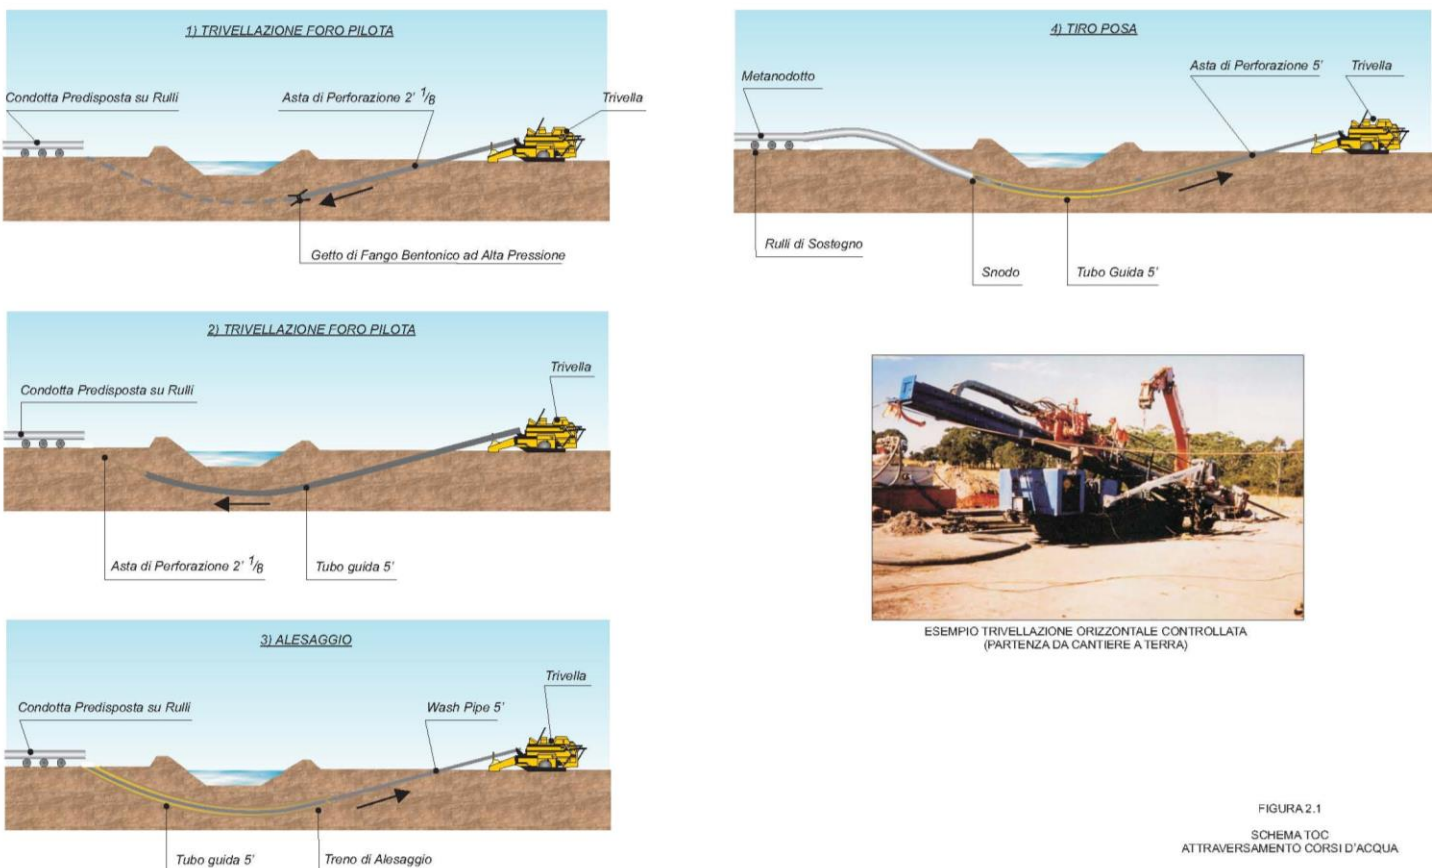 1) TRIVELLAZIONE FORO PILOTA
Condotta Predisposta su Rulli
Asta di Perforazione 2' 1/8
Trivella
Getto di Fango Bentonico ad Alta Pressione
2) TRIVELLAZIONE FORO PILOTA
Trivella
Condotta Predisposta su Rulli
Asta di Perforazione 2' 1/8
Tubo guida 5'
3) ALESAGGIO
Trivella
Condotta Predisposta su Rulli
Wash Pipe 5'
Tubo guida 5'
Treno di Alesaggio
4) TIRO POSA
Asta di Perforazione 5'
Trivella
Metanodotto
Rulli di Sostegno
Snodo
Tubo Guida 5'
ESEMPIO TRIVELLAZIONE ORIZZONTALE CONTROLLATA
(PARTENZA DA CANTIERE A TERRA)
FIGURA 2.1
SCHEMA TOC
ATTRAVERSAMENTO CORSI D'ACQUA